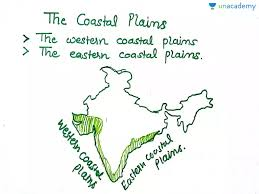 unacademy
The Coastal Plains
> The western coastal plains
> The eastern coastal plains.
western coastal
plains
Eastern coastal
plains.